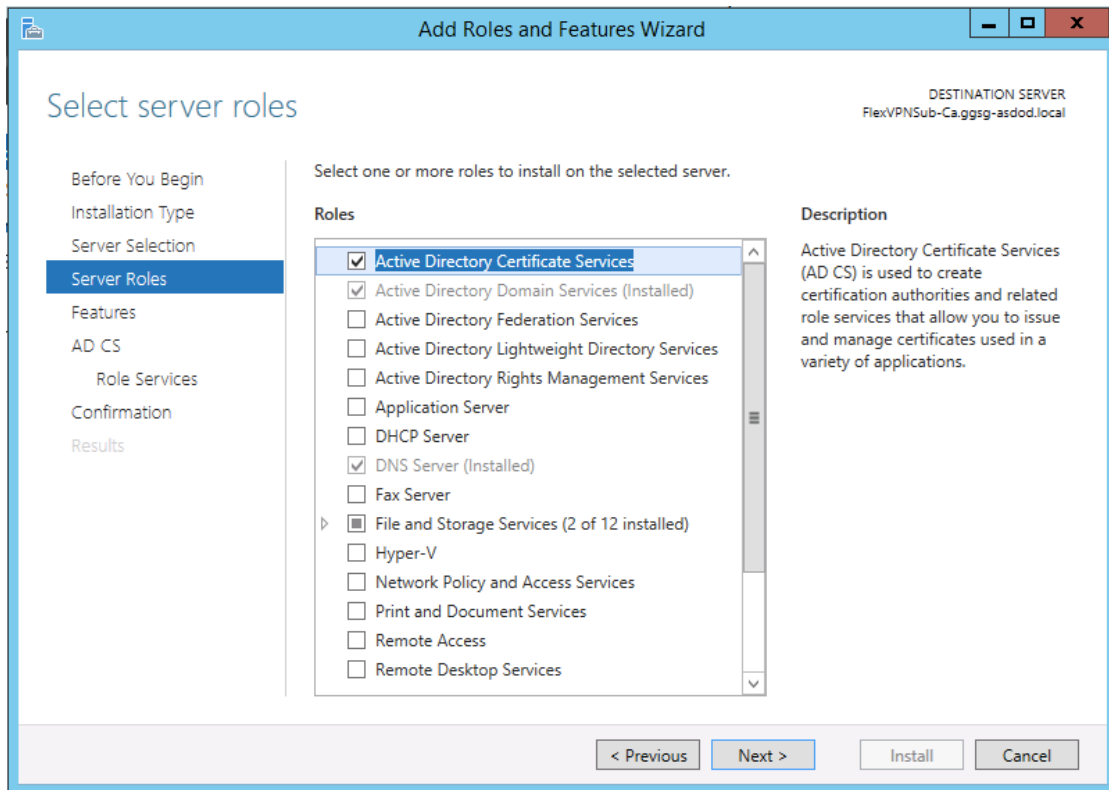 Add Roles and Features Wizard
Select server roles
DESTINATION SERVER
FlexVPNSub-Ca.ggsg-asdod.local
Before You Begin
Installation Type
Server Selection
Server Roles
Features
AD CS
Role Services
Confirmation
Results
Select one or more roles to install on the selected server.
Roles
Active Directory Certificate Services
Active Directory Domain Services (Installed)
Active Directory Federation Services
Active Directory Lightweight Directory Services
Active Directory Rights Management Services
Application Server
DHCP Server
DNS Server (Installed)
Fax Server
File and Storage Services (2 of 12 installed)
Hyper-V
Network Policy and Access Services
Print and Document Services
Remote Access
Remote Desktop Services
Description
Active Directory Certificate Services
(AD CS) is used to create
certification authorities and related
role services that allow you to issue
and manage certificates used in a
variety of applications.
< Previous
Next >
Install
Cancel